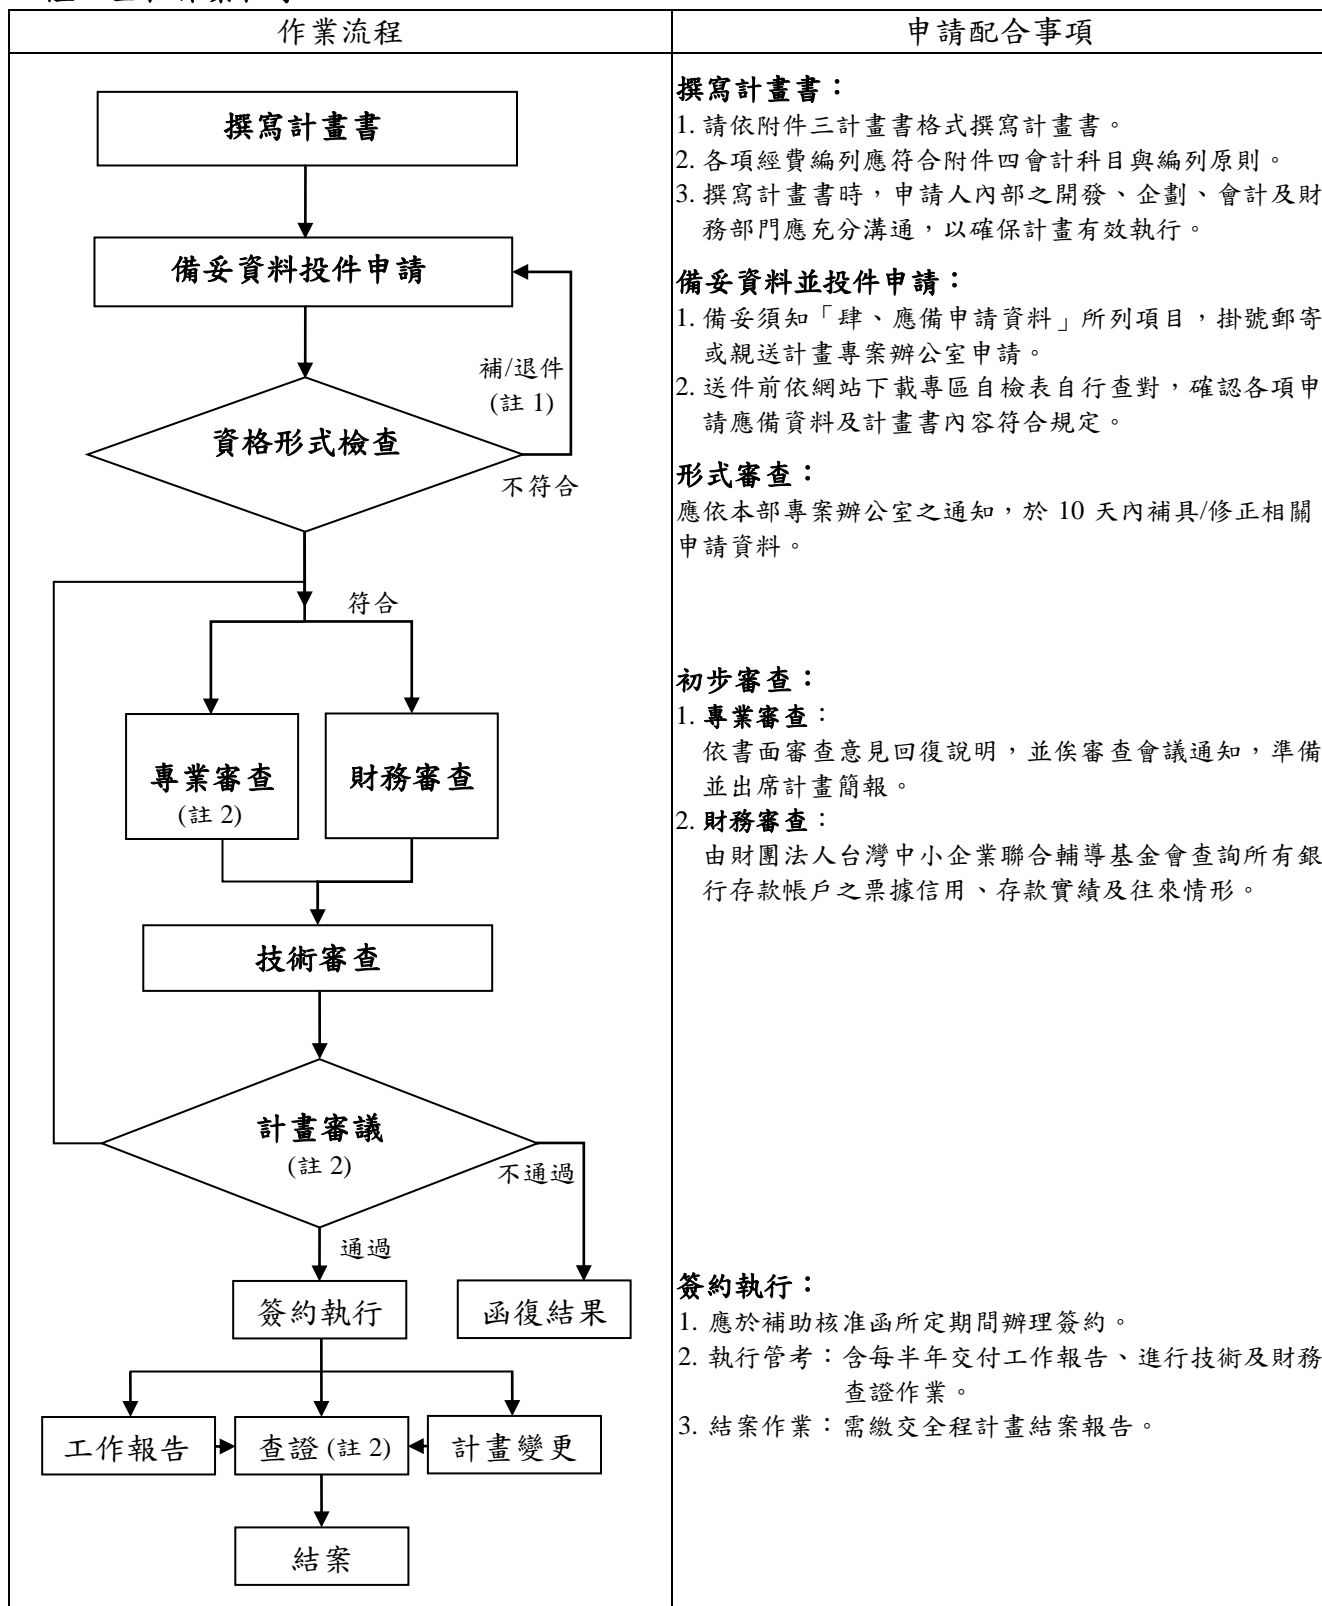 作業流程
申請配合事項
撰寫計畫書
備妥資料投件申請
補/退件
(註 1)
資格形式檢查
不符合
符合
專業審查
(註 2)
財務審查
技術審查
計畫審議
(註 2)
不通過
通過
簽約執行
函復結果
工作報告
查證 (註 2)
計畫變更
結案
撰寫計畫書：
1. 請依附件三計畫書格式撰寫計畫書。
2. 各項經費編列應符合附件四會計科目與編列原則。
3. 撰寫計畫書時，申請人內部之開發、企劃、會計及財
務部門應充分溝通，以確保計畫有效執行。
備妥資料並投件申請：
1. 備妥須知「肆、應備申請資料」所列項目，掛號郵寄
或親送計畫專案辦公室申請。
2. 送件前依網站下載專區自檢表自行查對，確認各項申
請應備資料及計畫書內容符合規定。
形式審查：
應依本部專案辦公室之通知，於 10 天內補具/修正相關
申請資料。
初步審查：
1. 專業審查：
依書面審查意見回復說明，並俟審查會議通知，準備
並出席計畫簡報。
2. 財務審查：
由財團法人台灣中小企業聯合輔導基金會查詢所有銀
行存款帳戶之票據信用、存款實績及往來情形。
簽約執行：
1. 應於補助核准函所定期間辦理簽約。
2. 執行管考：含每半年交付工作報告、進行技術及財務
查證作業。
3. 結案作業：需繳交全程計畫結案報告。